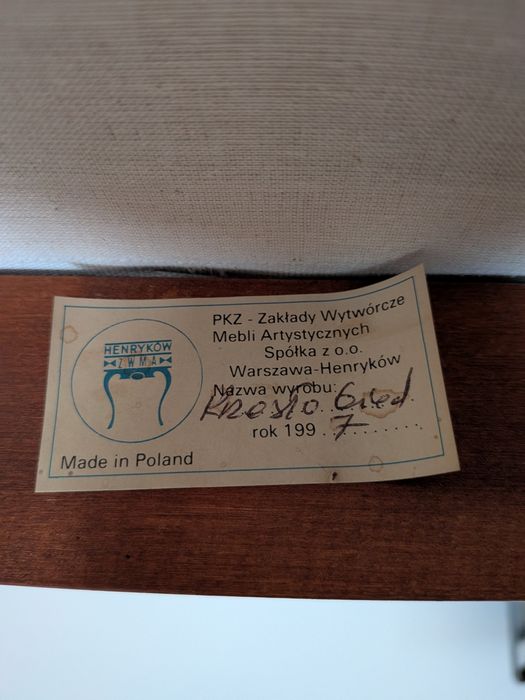 HENRYKÓW
ZWMA
PKZ - Zakłady Wytwórcze
Mebli Artystycznych
Spółka z o.o.
Warszawa-Henryków
Nazwa wyrobu:
Krzesło
rok 199 7
Made in Poland